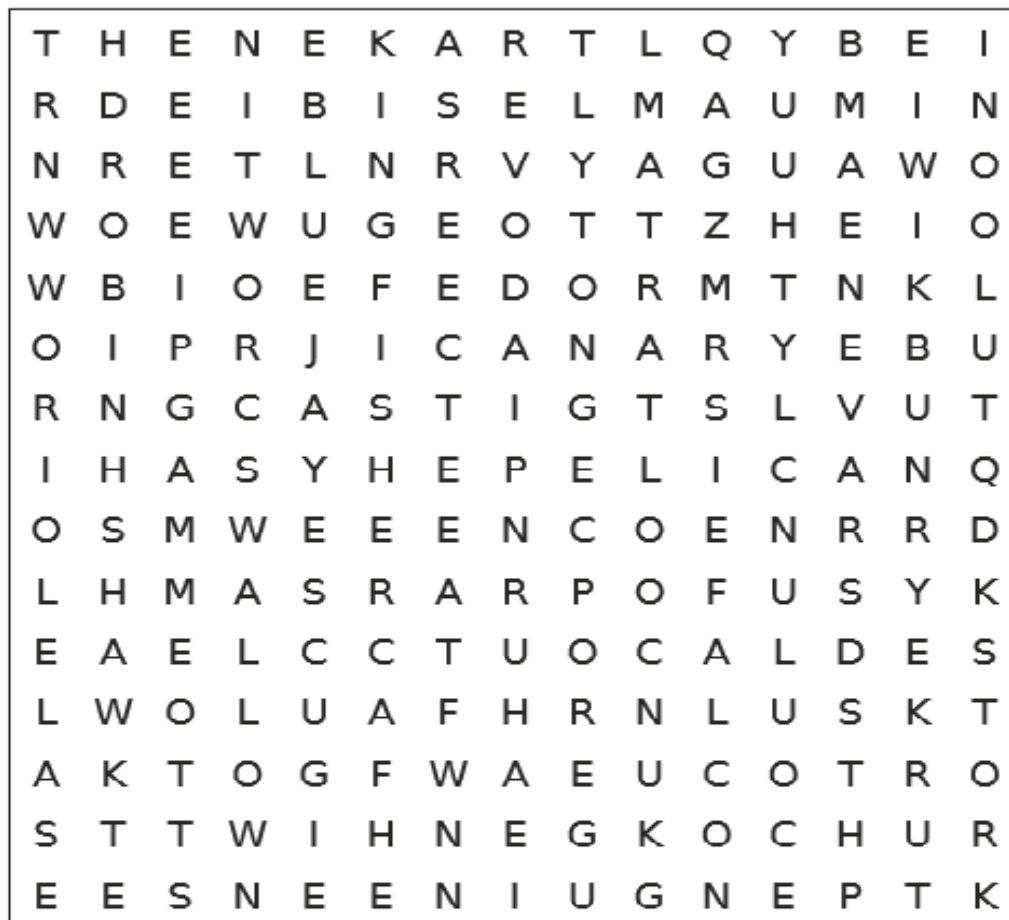 T H E N E K A R T L Q Y B E I
R D E I B I S E L M A U M I N
N R E T L N R V Y A G U A W O
W O E W U G E O T T Z H E I O
W B I O E F E D O R M T N K L
O I P R J I C A N A R Y E B U
R N G C A S T I G T S L V U T
I H A S Y H E P E L I C A N Q
O S M W E E E N C O E N R R D
L H M A S R A R P O F U S Y K
E A E L C C T U O C A L D E S
L W O L U A F H R N L U S K T
A K T O G F W A E U C O T R O
S T T W I H N E G K O C H U R
E E S N E E N I U G N E P T K